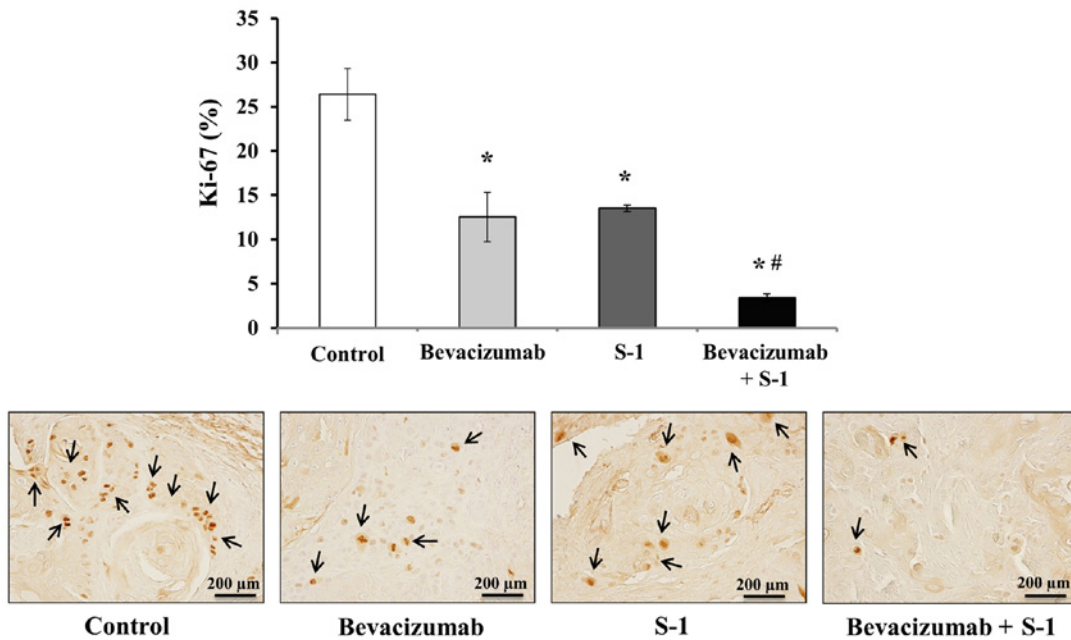 35
30
25
20
15
10
5
0
Ki-67 (%)
*
*
* #
Control
Bevacizumab
S-1
Bevacizumab
+ S-1
200 µm
200 µm
200 µm
200 µm
Control
Bevacizumab
S-1
Bevacizumab + S-1